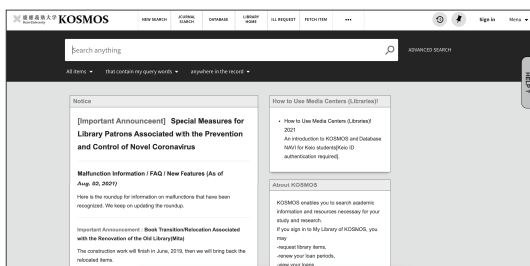 慶應義塾大学 KOSMOS
Keio University
NEW SEARCH
JOURNAL SEARCH
DATABASE
LIBRARY HOME
ILL REQUEST
FETCH ITEM
•••
Sign in
Menu
Search anything
ADVANCED SEARCH
All items
that contain my query words
anywhere in the record
HELP?
Notice
[Important Announceent] Special Measures for
Library Patrons Associated with the Prevention
and Control of Novel Coronavirus
Malfunction Information / FAQ / New Features (As of
Aug. 02, 2021)
Here is the roundup for information on malfunctions that have been
recognized. We keep on updating the roundup.
Important Announcement : Book Transition/Relocation Associated
with the Renovation of the Old Library(Mita)
The construction work will finish in June, 2019, then we will bring back the
relocated items.
How to Use Media Centers (Libraries)!
• How to Use Media Centers (Libraries)!
2021
An introduction to KOSMOS and Database
NAVI for Keio students[Keio ID
authentication required].
About KOSMOS
KOSMOS enables you to search academic
information and resources necessary for your
study and research.
If you sign in to My Library of KOSMOS, you
may
-request library items,
-renew your loan periods,
-view your loans,